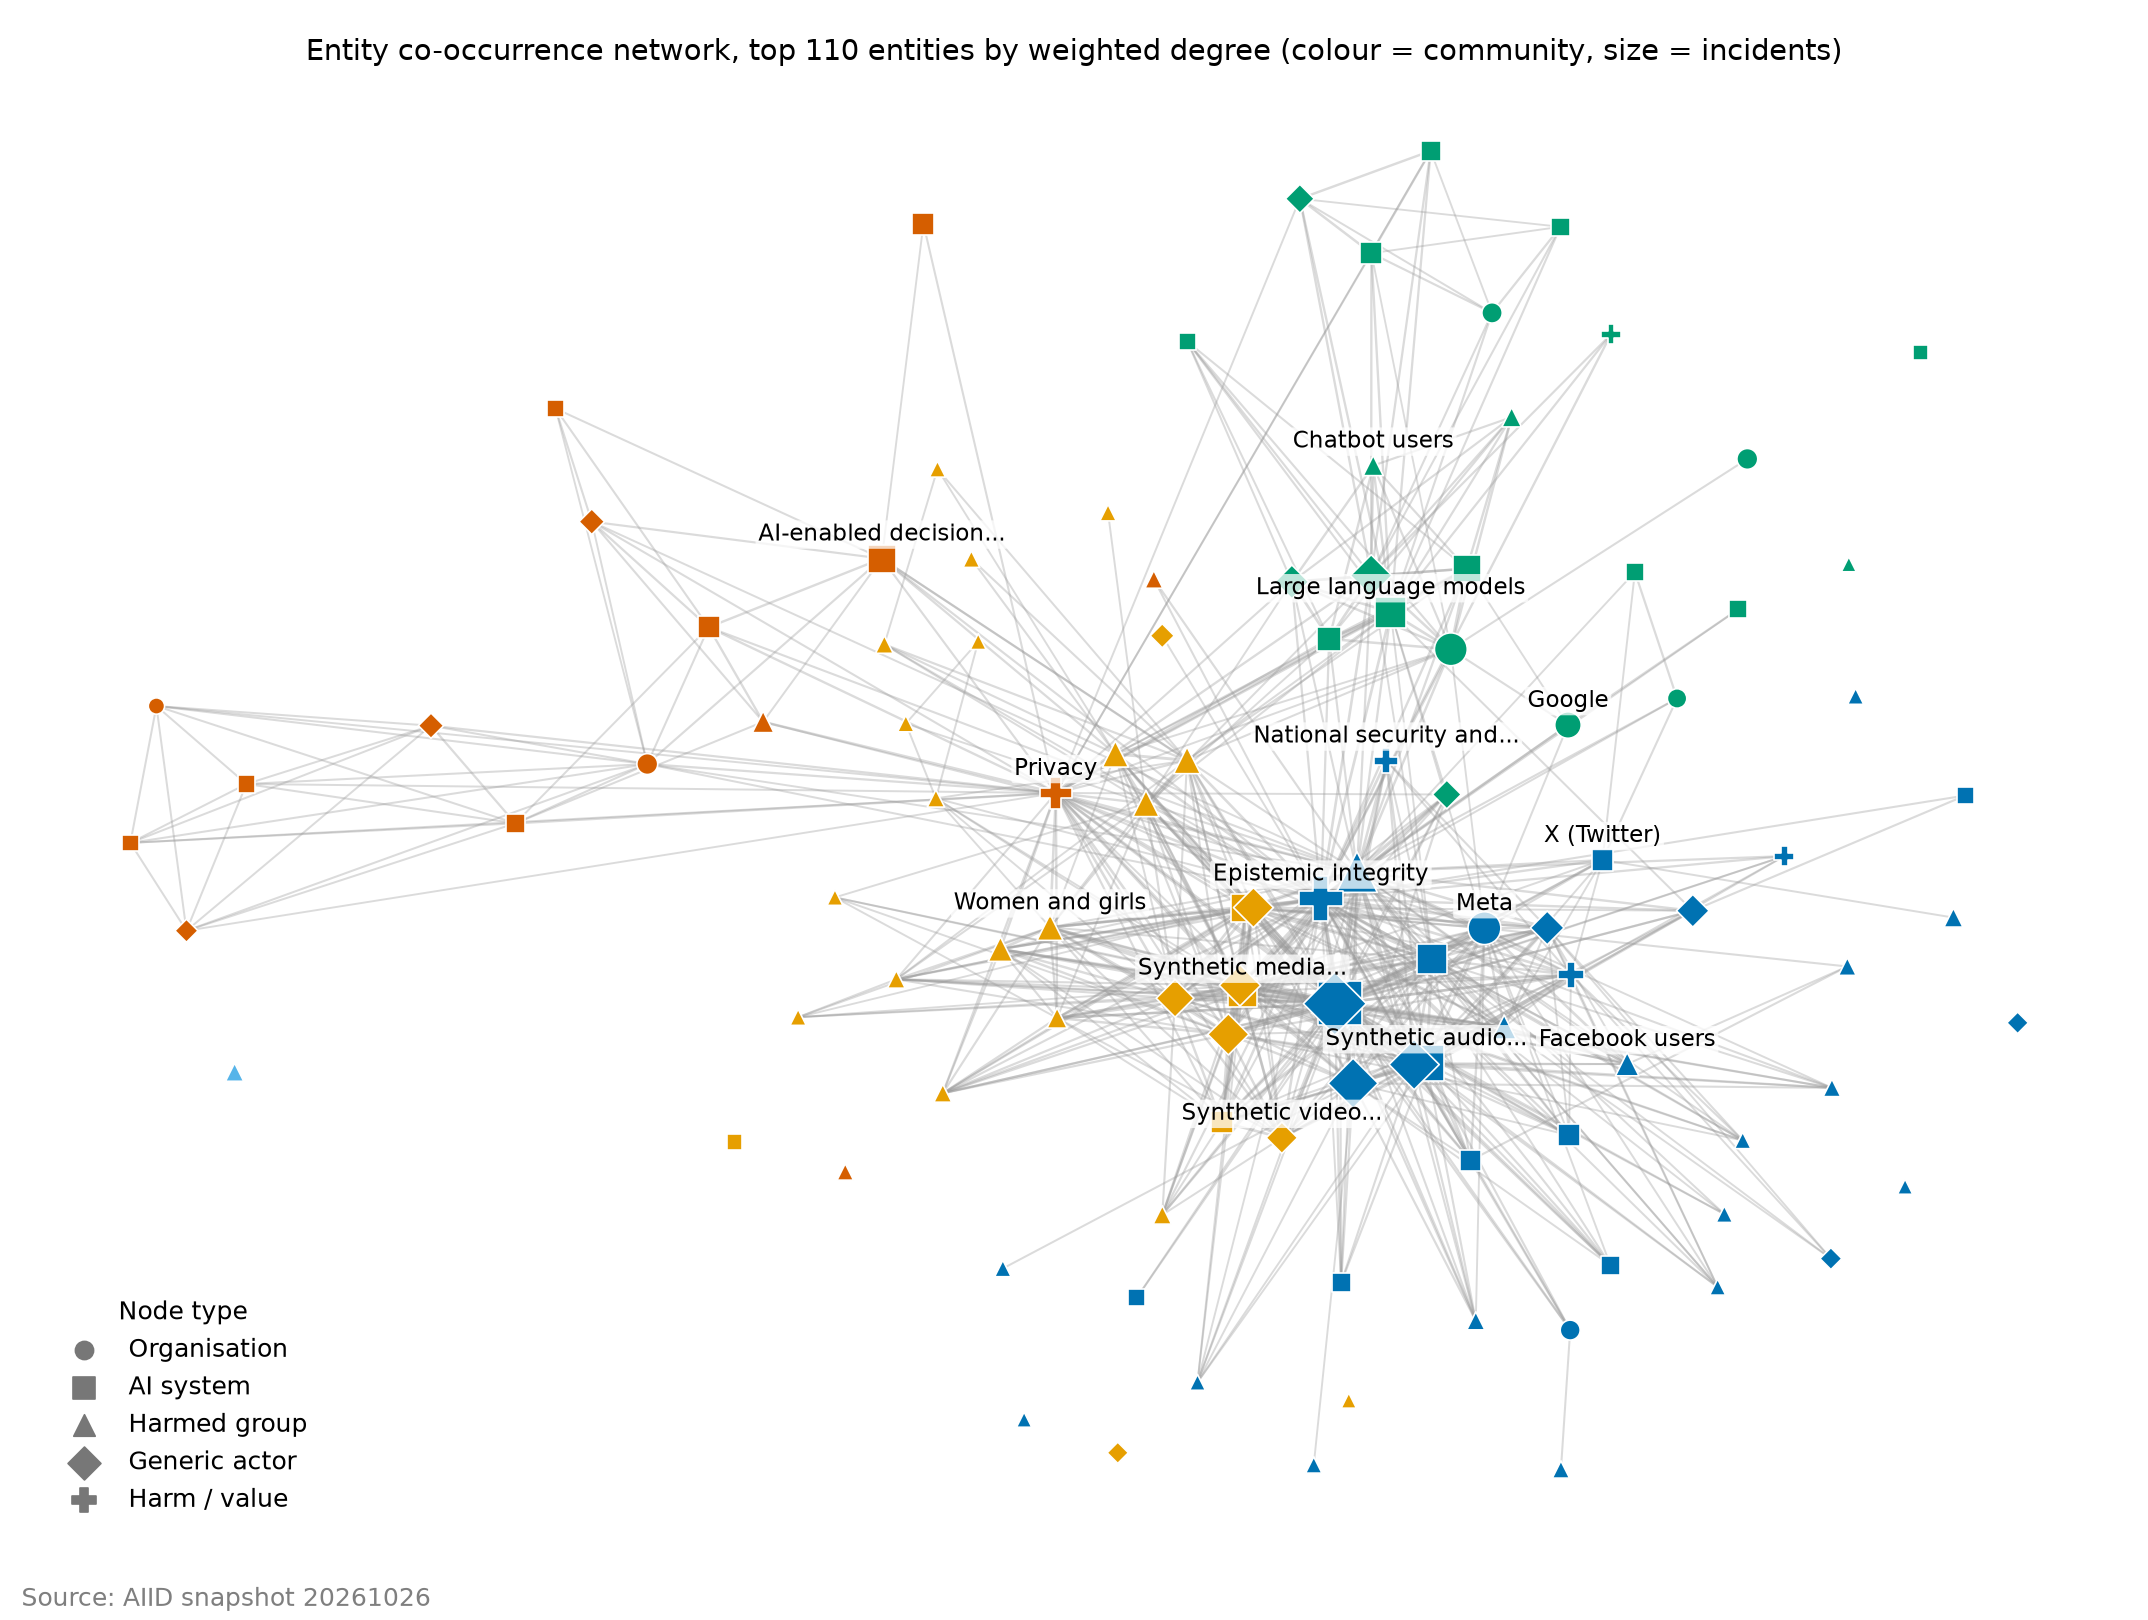 Entity co-occurrence network, top 110 entities by weighted degree (colour = community, size = incidents)
Chatbot users
AI-enabled decision...
Large language models
Google
National security and...
Privacy
X (Twitter)
Epistemic integrity
Women and girls
Meta
Synthetic media...
Synthetic audio...
Facebook users
Synthetic video...
Node type
Organisation
AI system
Harmed group
Generic actor
Harm / value
Source: AIID snapshot 20261026